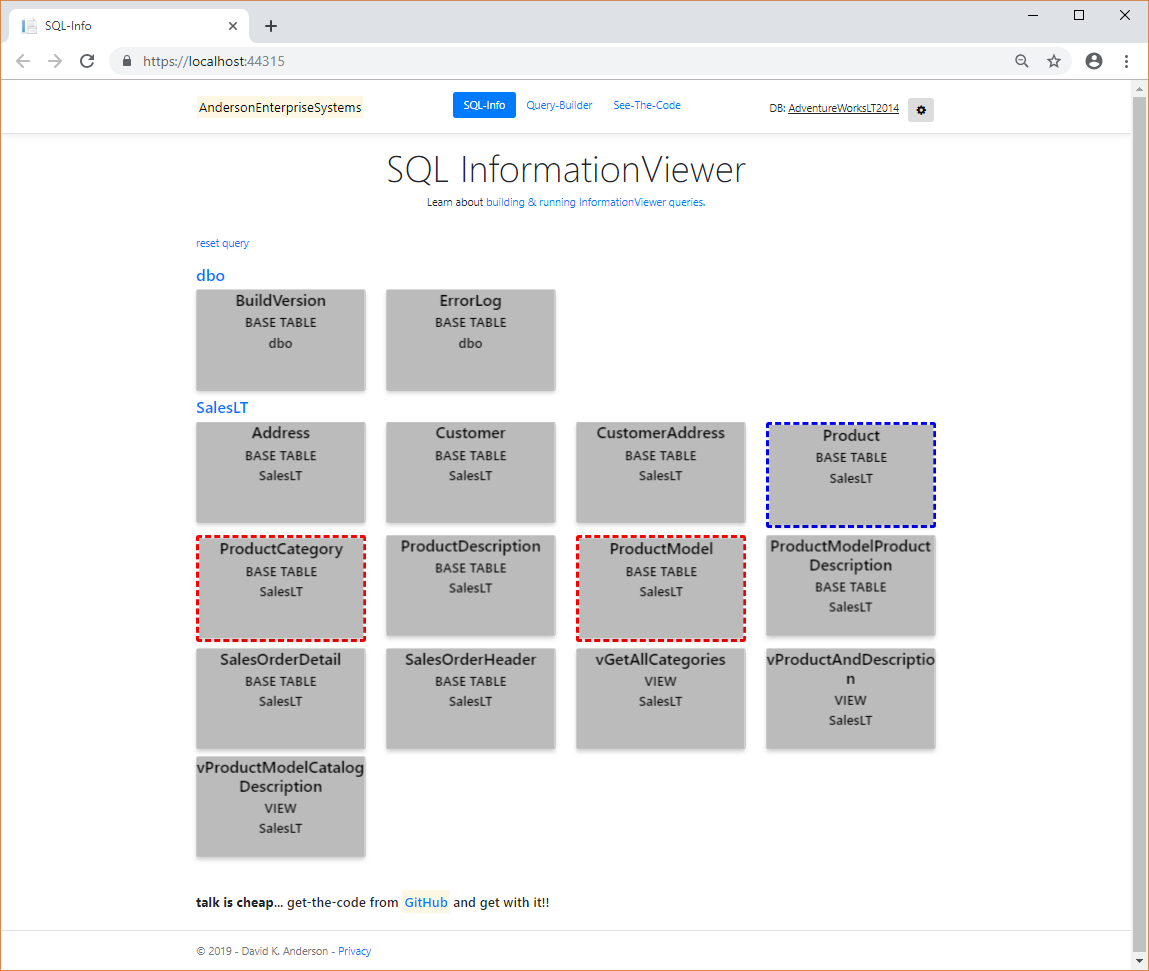 SQL-Info
https://localhost:44315
AndersonEnterpriseSystems
SQL-Info
Query-Builder
See-The-Code
DB: AdventureWorksLT2014
SQL InformationViewer
Learn about building & running InformationViewer queries.
reset query
dbo
BuildVersion
BASE TABLE
dbo
ErrorLog
BASE TABLE
dbo
SalesLT
Address
BASE TABLE
SalesLT
Customer
BASE TABLE
SalesLT
CustomerAddress
BASE TABLE
SalesLT
Product
BASE TABLE
SalesLT
ProductCategory
BASE TABLE
SalesLT
ProductDescription
BASE TABLE
SalesLT
ProductModel
BASE TABLE
SalesLT
ProductModelProduct
Description
BASE TABLE
SalesLT
SalesOrderDetail
BASE TABLE
SalesLT
SalesOrderHeader
BASE TABLE
SalesLT
vGetAllCategories
VIEW
SalesLT
vProductAndDescriptio
n
VIEW
SalesLT
vProductModelCatalog
Description
VIEW
SalesLT
talk is cheap... get-the-code from GitHub and get with it!!
© 2019 - David K. Anderson - Privacy